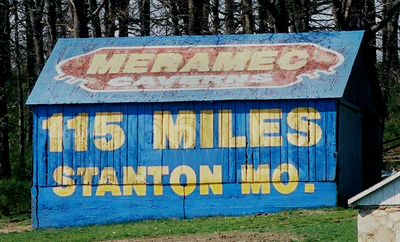 MERAMEC
CAVERNS
115 MILES
STANTON MO.